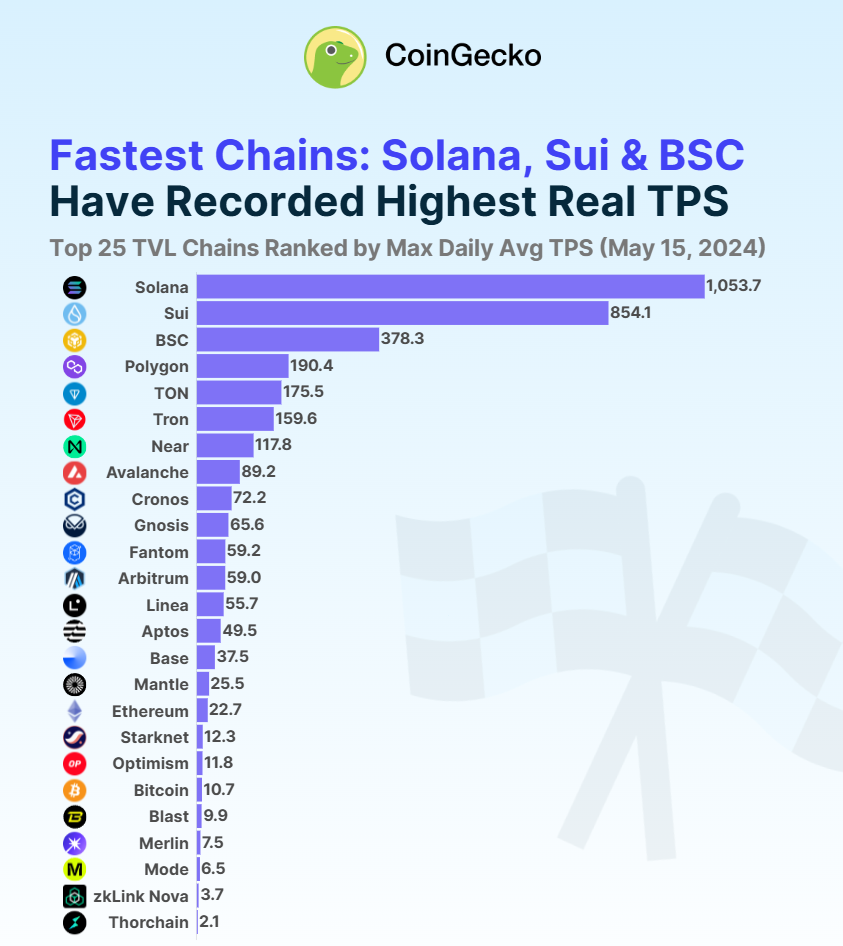 CoinGecko
Fastest Chains: Solana, Sui & BSC
Have Recorded Highest Real TPS
Top 25 TVL Chains Ranked by Max Daily Avg TPS (May 15, 2024)
Solana 1,053.7
Sui 854.1
BSC 378.3
Polygon 190.4
TON 175.5
Tron 159.6
Near 117.8
Avalanche 89.2
Cronos 72.2
Gnosis 65.6
Fantom 59.2
Arbitrum 59.0
Linea 55.7
Aptos 49.5
Base 37.5
Mantle 25.5
Ethereum 22.7
Starknet 12.3
OP Optimism 11.8
Bitcoin 10.7
Blast 9.9
Merlin 7.5
M Mode 6.5
zkLink Nova 3.7
Thorchain 2.1